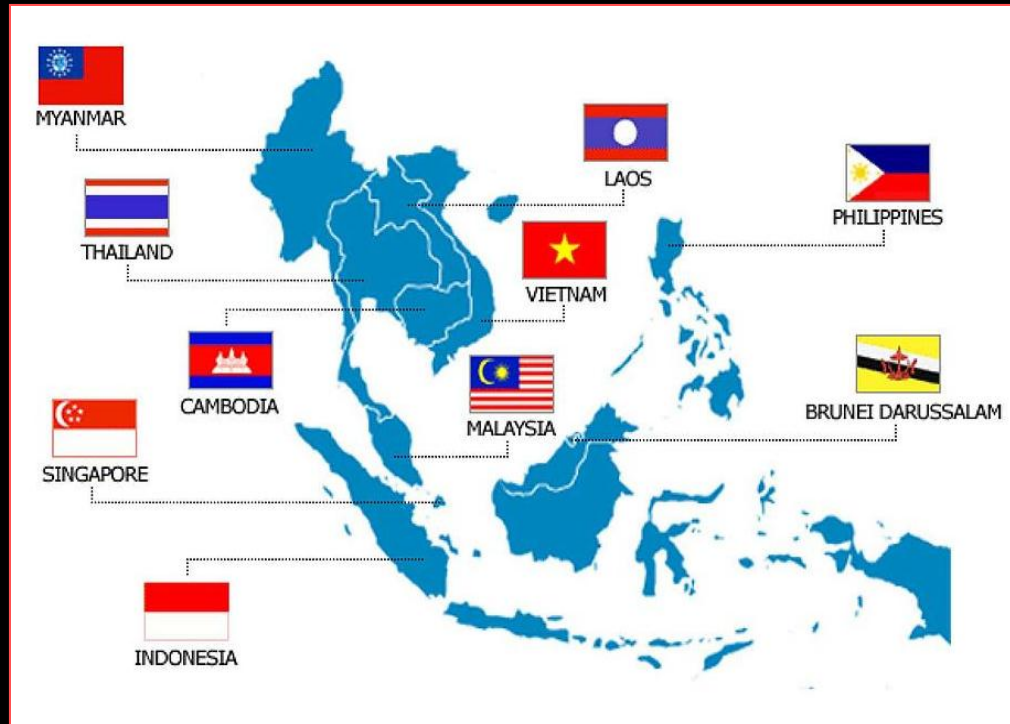 MYANMAR
LAOS
PHILIPPINES
THAILAND
VIETNAM
CAMBODIA
MALAYSIA
BRUNEI DARUSSALAM
SINGAPORE
INDONESIA